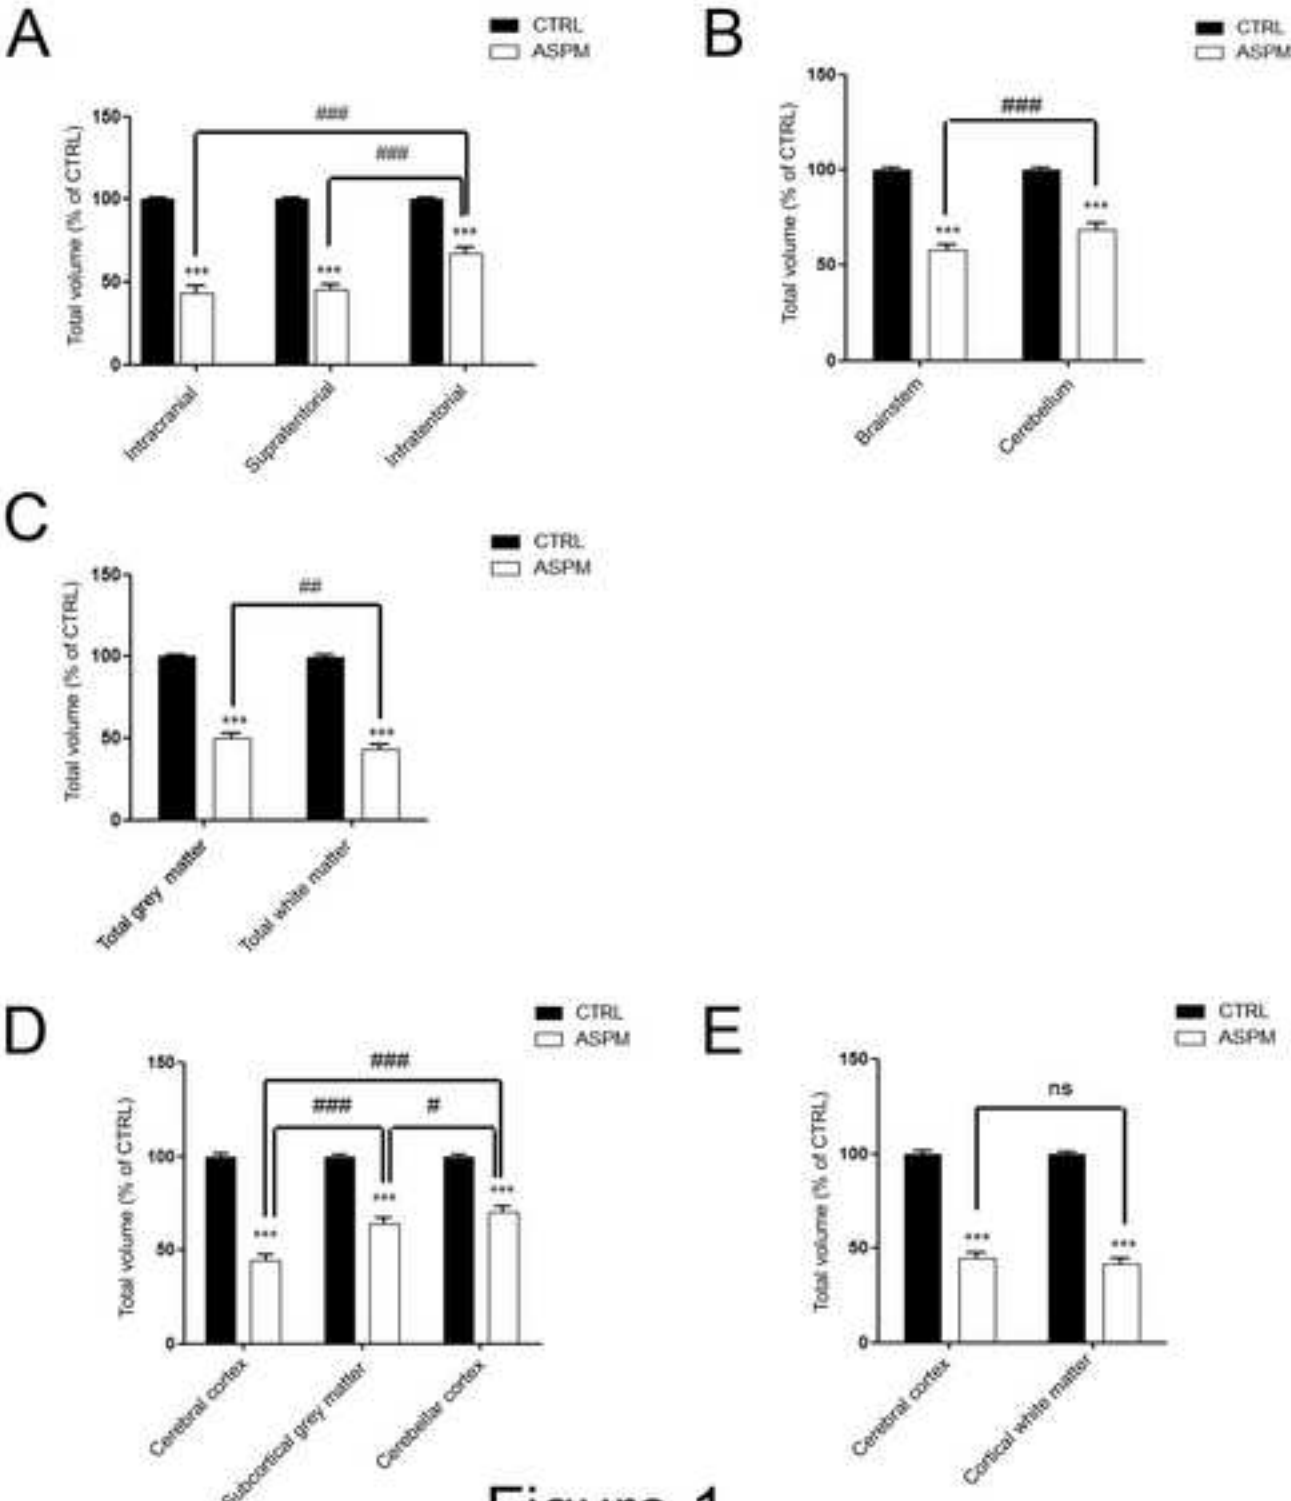 A
CTRL
ASPM
Total volume (% of CTRL)
150
100
50
0
###
###
***
***
***
Intracranial
Supratentorial
Infratentorial
B
CTRL
ASPM
Total volume (% of CTRL)
150
100
50
0
###
***
***
Brainstem
Cerebellum
C
CTRL
ASPM
Total volume (% of CTRL)
150
100
50
0
##
***
***
Total grey matter
Total white matter
D
CTRL
ASPM
Total volume (% of CTRL)
150
100
50
0
###
###
#
***
***
***
Cerebral cortex
Subcortical grey matter
Cerebellar cortex
E
CTRL
ASPM
Total volume (% of CTRL)
150
100
50
0
ns
***
***
Cerebral cortex
Cortical white matter
Figure 1